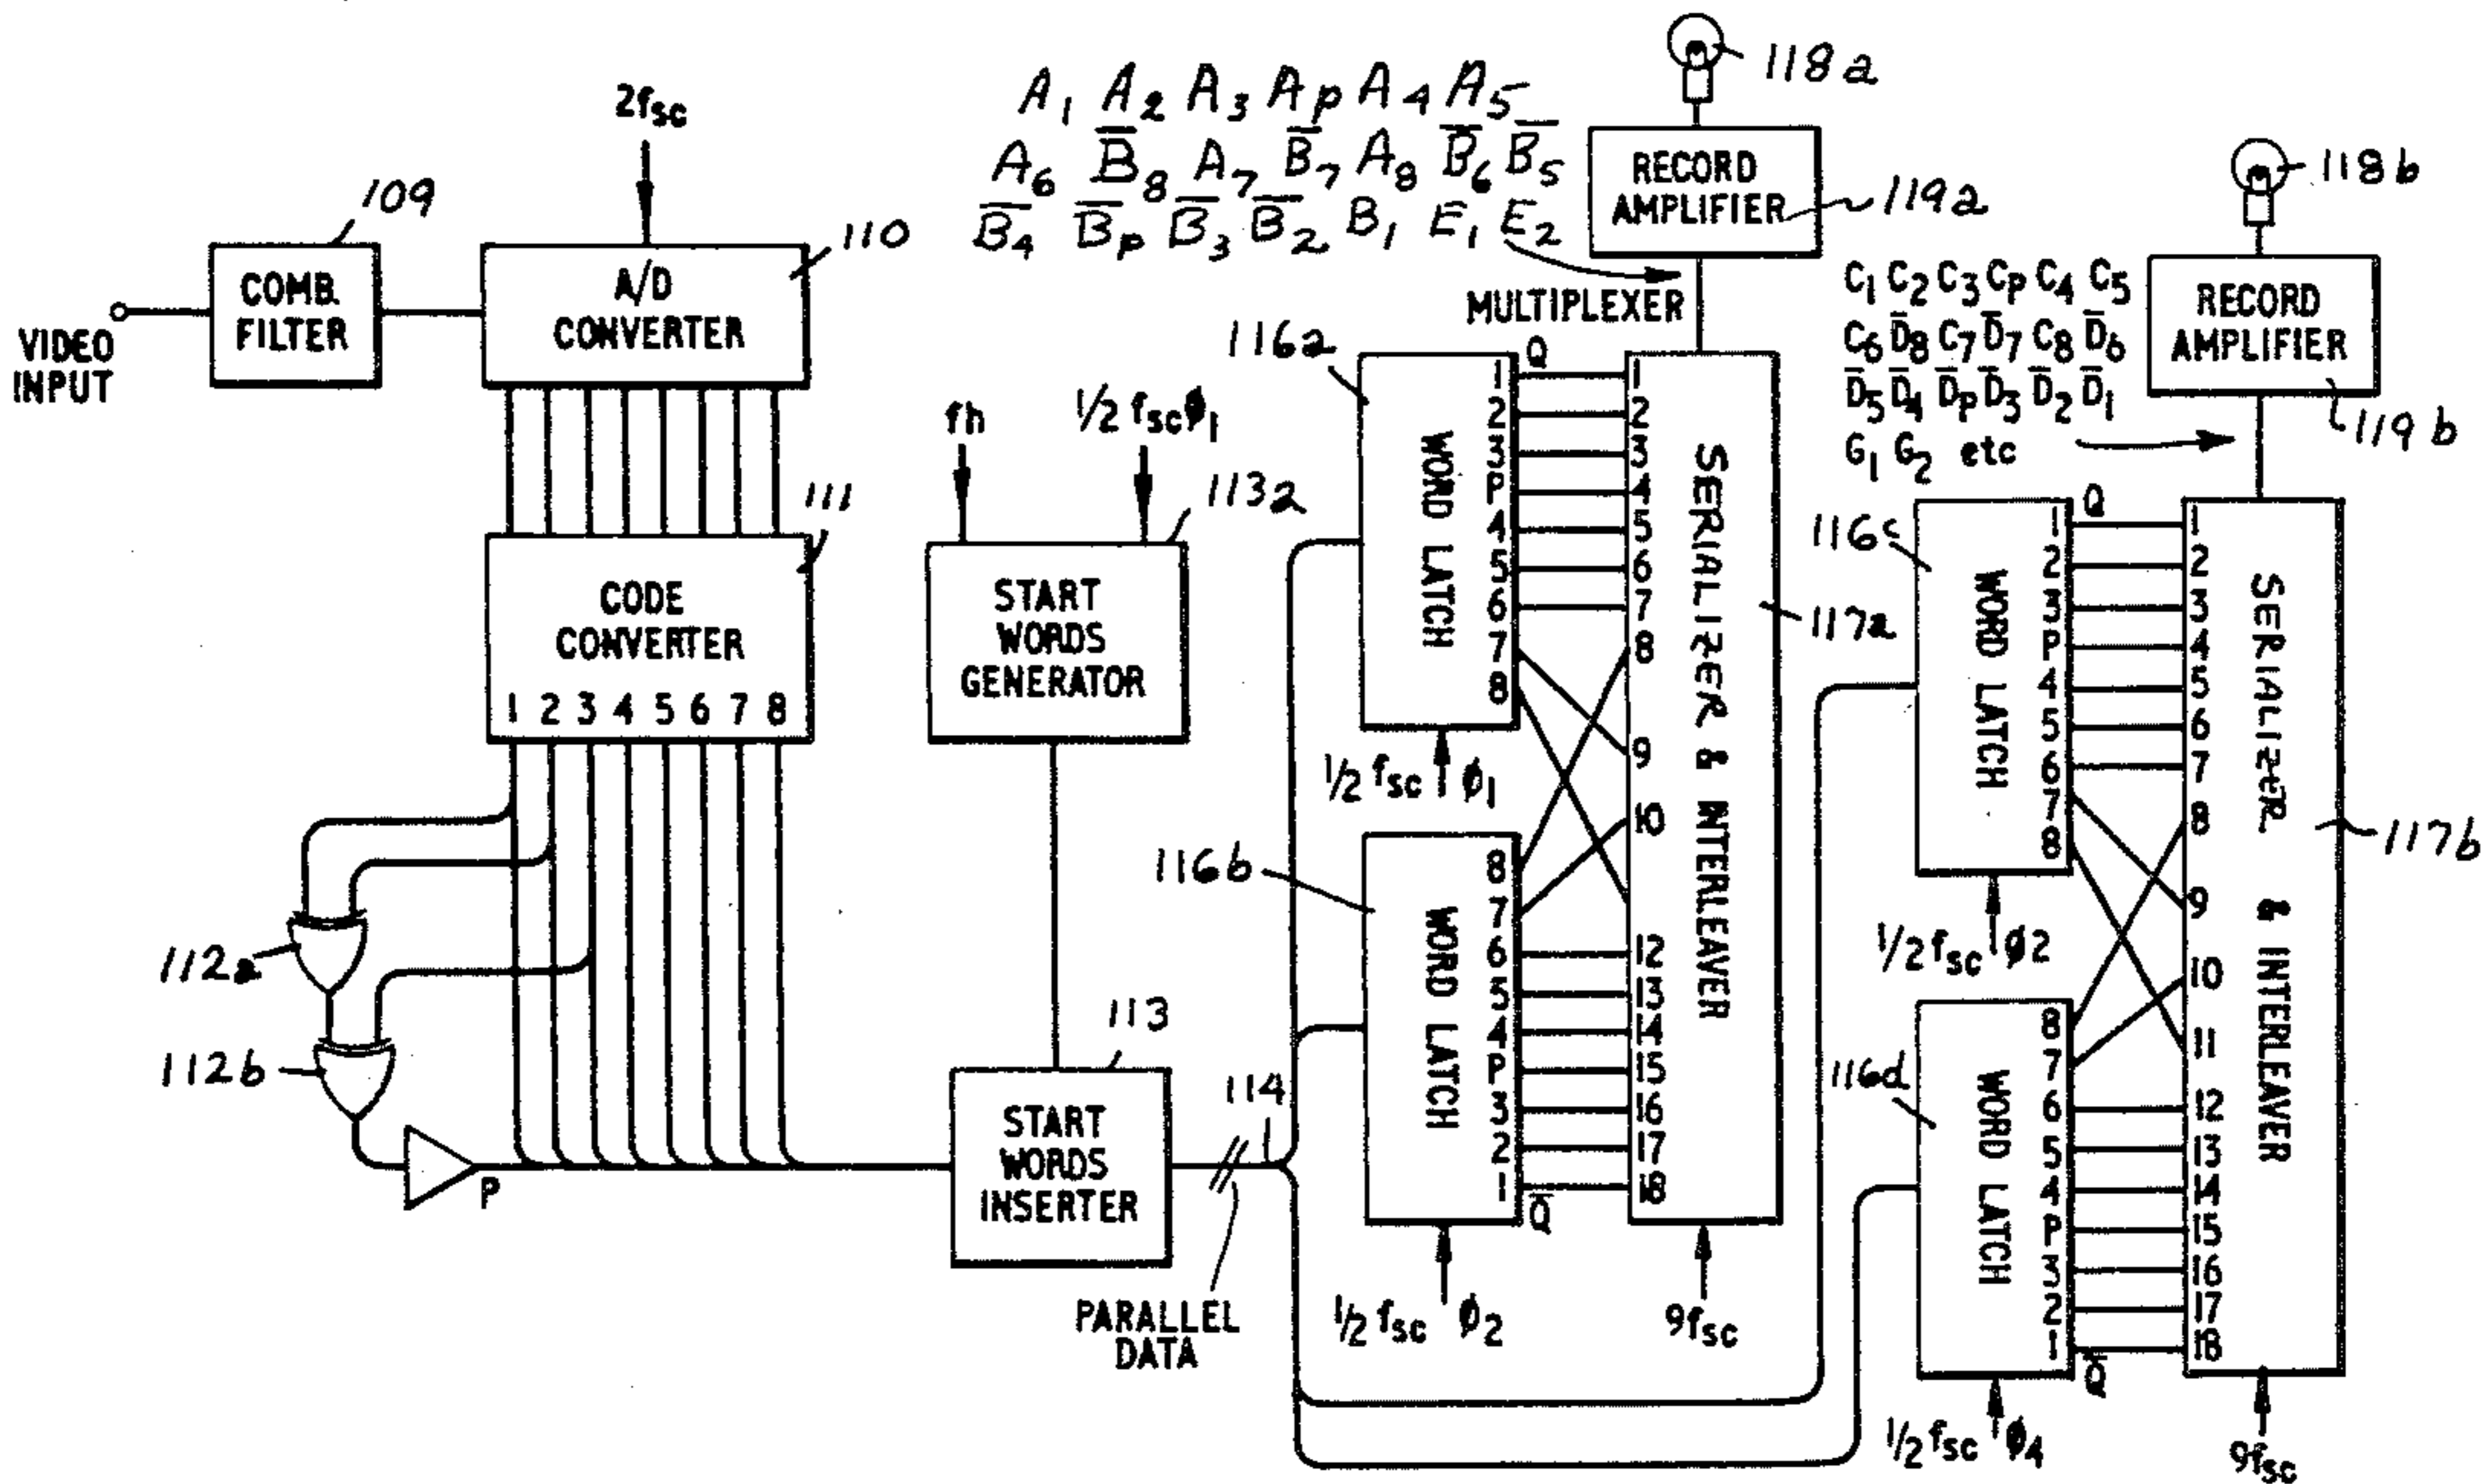 VIDEO
INPUT
109
COMB.
FILTER
2fsc
A/D
CONVERTER
110
111
CODE
CONVERTER
1 2 3 4 5 6 7 8
112a
112b
P
fh
1/2 fsc ø1
113a
START
WORDS
GENERATOR
113
START
WORDS
INSERTER
114
PARALLEL
DATA
A1 A2 A3 Ap A4 A5
A6 B̅8 A7 B̅7 A8 B̅6 B̅5
B̅4 B̅p B̅3 B̅2 B1 E1 E2
118a
RECORD
AMPLIFIER
119a
MULTIPLEXER
116a
Q
WORD LATCH
1
2
3
P
4
5
6
7
8
1/2 fsc ø1
116b
WORD LATCH
8
7
6
5
4
P
3
2
1
Q̅
1/2 fsc ø2
SERIALIZER & INTERLEAVER
1
2
3
4
5
6
7
8
9
10
12
13
14
15
16
17
18
117a
9fsc
118b
RECORD
AMPLIFIER
119b
C1 C2 C3 CP C4 C5
C6 D̅8 C7 D̅7 C8 D̅6
D̅5 D̅4 D̅P D̅3 D̅2 D̅1
G1 G2 etc
116c
Q
WORD LATCH
1
2
3
P
4
5
6
7
8
1/2 fsc ø2
116d
WORD LATCH
8
7
6
5
4
P
3
2
1
Q̅
1/2 fsc ø4
SERIALIZER & INTERLEAVER
1
2
3
4
5
6
7
8
9
10
11
12
13
14
15
16
17
18
117b
9fsc